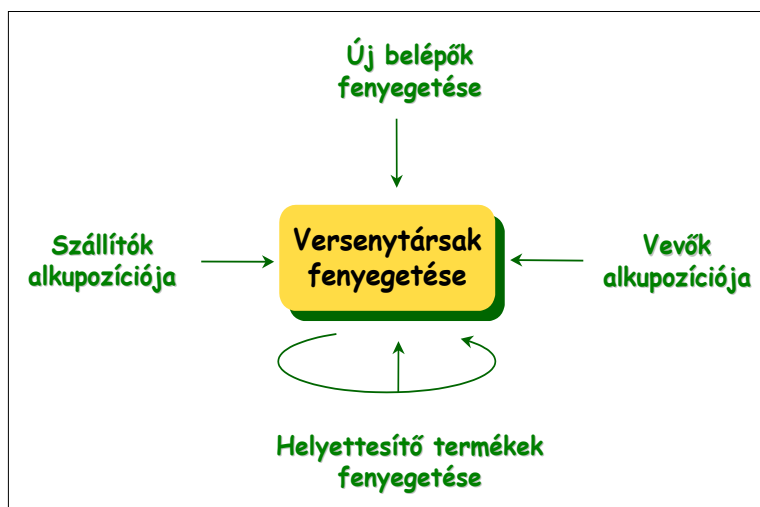 Új belépők
fenyegetése
Szállítók
alkupozíciója
Versenytársak
fenyegetése
Vevők
alkupozíciója
Helyettesítő termékek
fenyegetése